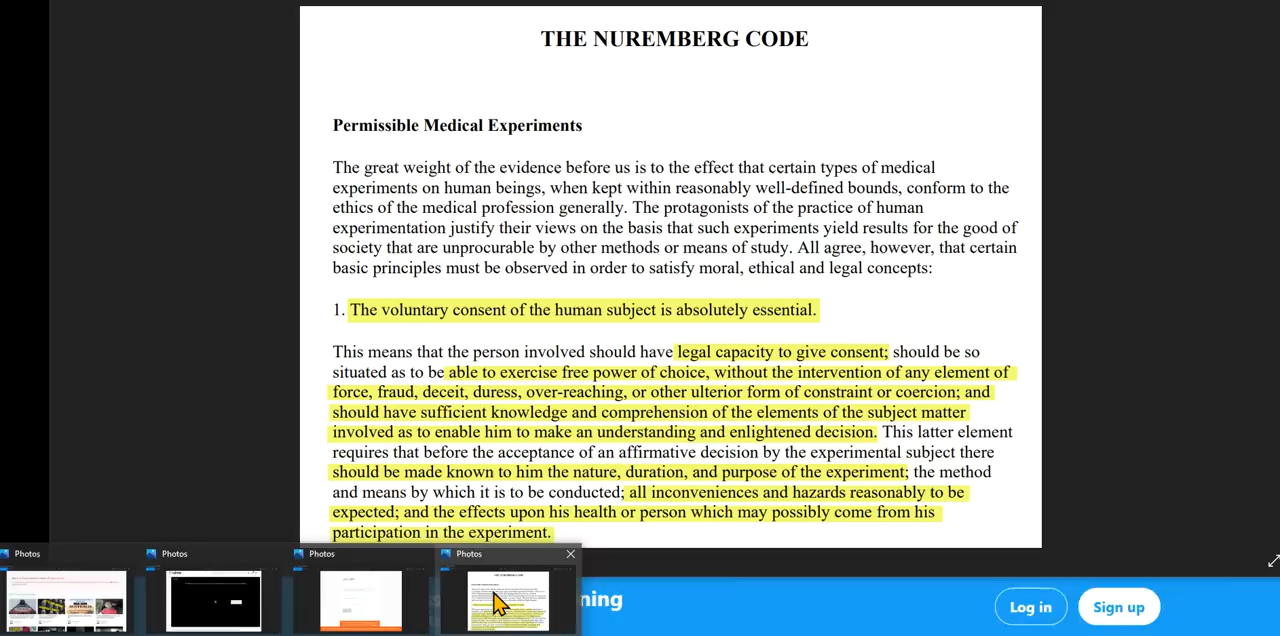 THE NUREMBERG CODE
Permissible Medical Experiments
The great weight of the evidence before us is to the effect that certain types of medical
experiments on human beings, when kept within reasonably well-defined bounds, conform to the
ethics of the medical profession generally. The protagonists of the practice of human
experimentation justify their views on the basis that such experiments yield results for the good of
society that are unprocurable by other methods or means of study. All agree, however, that certain
basic principles must be observed in order to satisfy moral, ethical and legal concepts:
1. The voluntary consent of the human subject is absolutely essential.
This means that the person involved should have legal capacity to give consent; should be so
situated as to be able to exercise free power of choice, without the intervention of any element of
force, fraud, deceit, duress, over-reaching, or other ulterior form of constraint or coercion; and
should have sufficient knowledge and comprehension of the elements of the subject matter
involved as to enable him to make an understanding and enlightened decision. This latter element
requires that before the acceptance of an affirmative decision by the experimental subject there
should be made known to him the nature, duration, and purpose of the experiment; the method
and means by which it is to be conducted; all inconveniences and hazards reasonably to be
expected; and the effects upon his health or person which may possibly come from his
participation in the experiment.
Photos Photos Photos Photos
ning
Log in Sign up